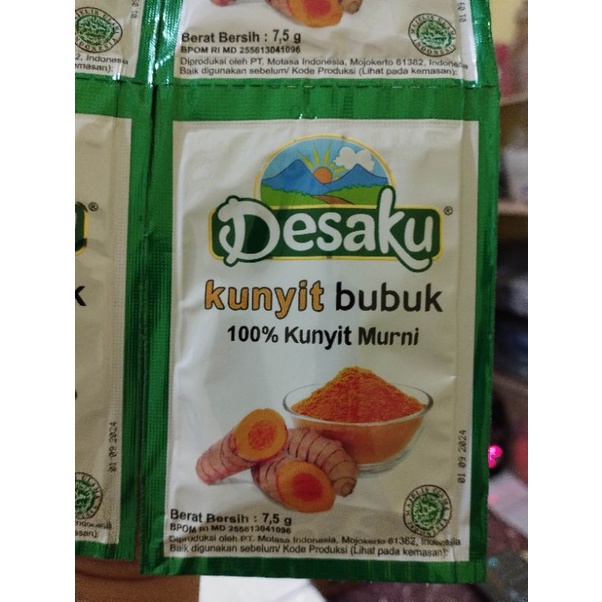 Berat Bersih : 7,5 g
BPOM RI MD 255613041096
Diproduksi oleh PT. Motasa Indonesia, Mojokerto 61382, Indonesia
Baik digunakan sebelum/ Kode Produksi (Lihat pada kemasan):
Desaku®
kunyit bubuk
100% Kunyit Murni
01 09 2024
01 09 2024
Berat Bersih : 7,5 g
BPOM RI MD 255613041096
Diproduksi oleh PT. Motasa Indonesia, Mojokerto 61382, Indonesia
Baik digunakan sebelum/ Kode Produksi (Lihat pada kemasan):